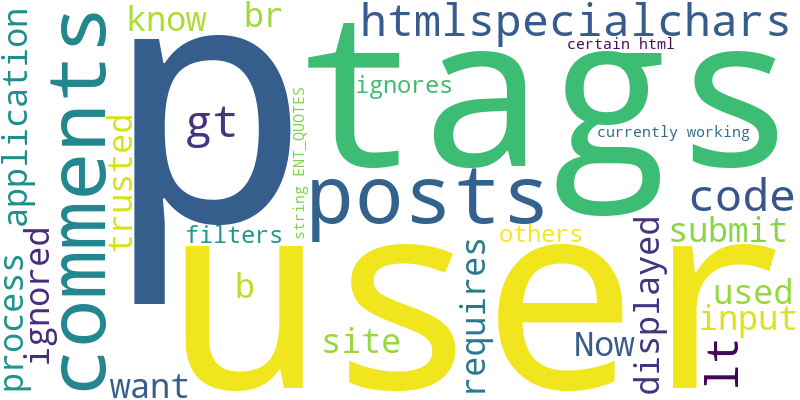 know
br
htmlspecialchars
certain html
p
tags
comments
application
ignores
gt
string ENT_QUOTES
currently working
trusted
posts
code
filters
others
submit
ignored
process
user
b
requires
displayed
used
input
site
Now
lt
want